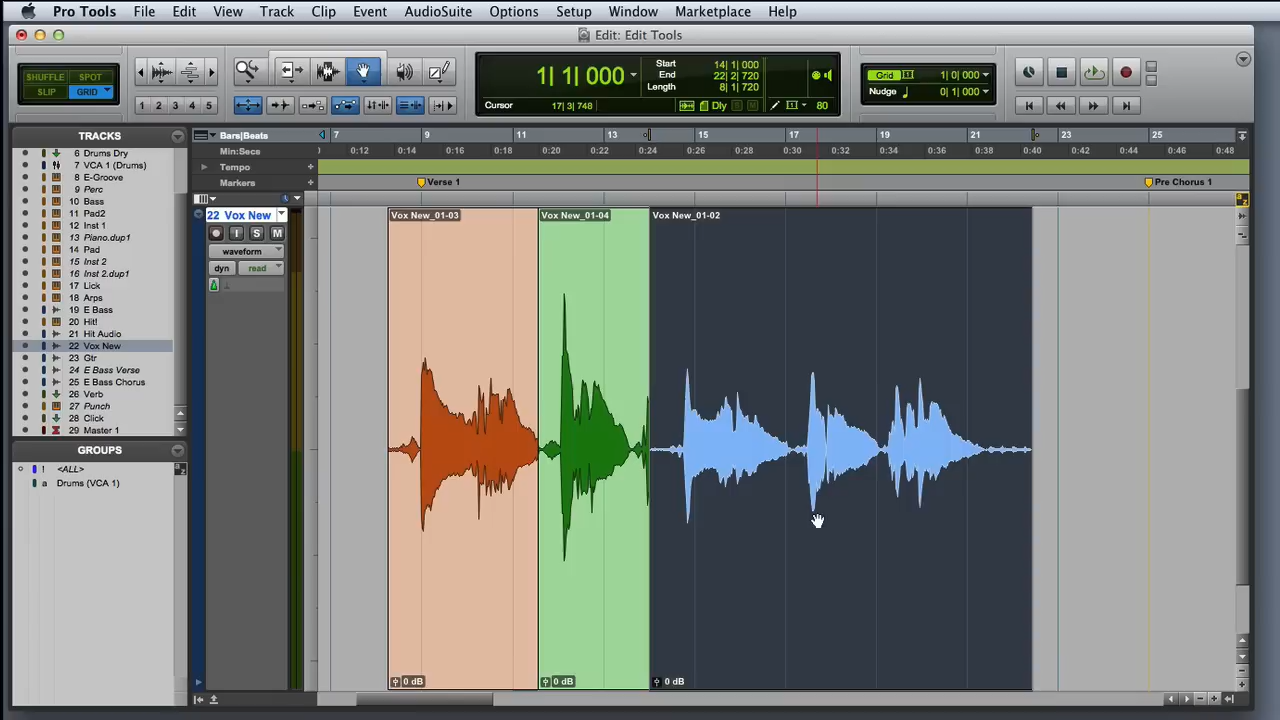 Pro Tools File Edit View Track Clip Event AudioSuite Options Setup Window Marketplace Help
Edit: Edit Tools
SHUFFLE SPOT
SLIP GRID
1 2 3 4 5
1| 1| 000
Start 14| 1| 000
End 22| 2| 720
Length 8| 1| 720
Cursor 17| 3| 748 Dly S M 80
Grid 1| 0| 000
Nudge 0| 1| 000
TRACKS
6 Drums Dry
7 VCA 1 (Drums)
8 E-Groove
9 Perc
10 Bass
11 Pad2
12 Inst 1
13 Piano.dup1
14 Pad
15 Inst 2
16 Inst 2.dup1
17 Lick
18 Arps
19 E Bass
20 Hit!
21 Hit Audio
22 Vox New
23 Gtr
24 E Bass Verse
25 E Bass Chorus
26 Verb
27 Punch
28 Click
29 Master 1
GROUPS
! <ALL>
a Drums (VCA 1)
Bars|Beats 7 9 11 13 15 17 19 21 23 25
Min:Secs 0:12 0:14 0:16 0:18 0:20 0:22 0:24 0:26 0:28 0:30 0:32 0:34 0:36 0:38 0:40 0:42 0:44 0:46 0:48
Tempo
Markers Verse 1 Pre Chorus 1
22 Vox New
I S M
waveform
dyn read
Vox New_01-03 Vox New_01-04 Vox New_01-02
0 dB 0 dB 0 dB